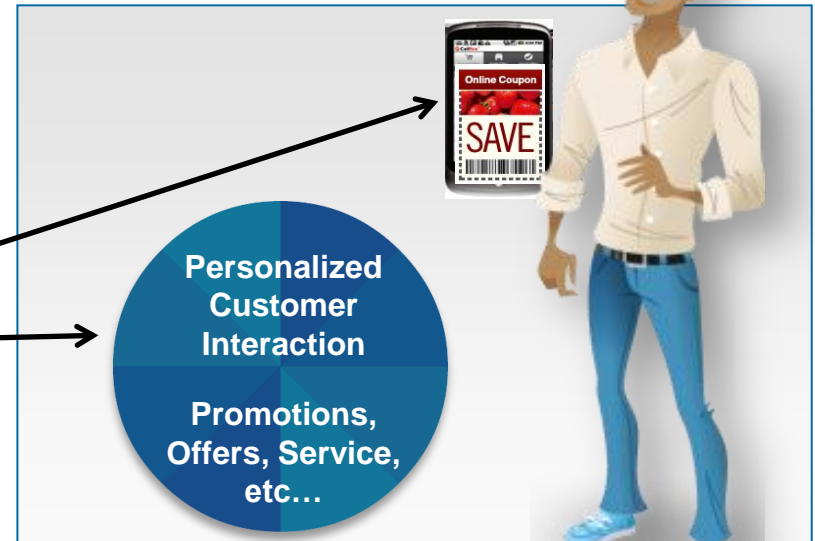 Online Coupon
SAVE
Personalized
Customer
Interaction
Promotions,
Offers, Service,
etc…